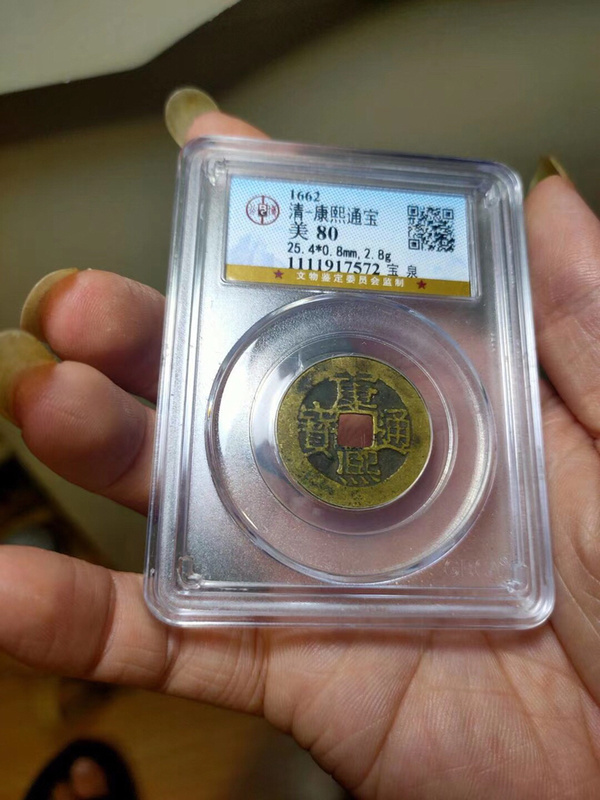 1662
清-康熙通宝
美 80
25.4*0.8mm, 2.8g
1111917572 宝 泉
★ 文物鉴定委员会监制 ★
康熙通寳